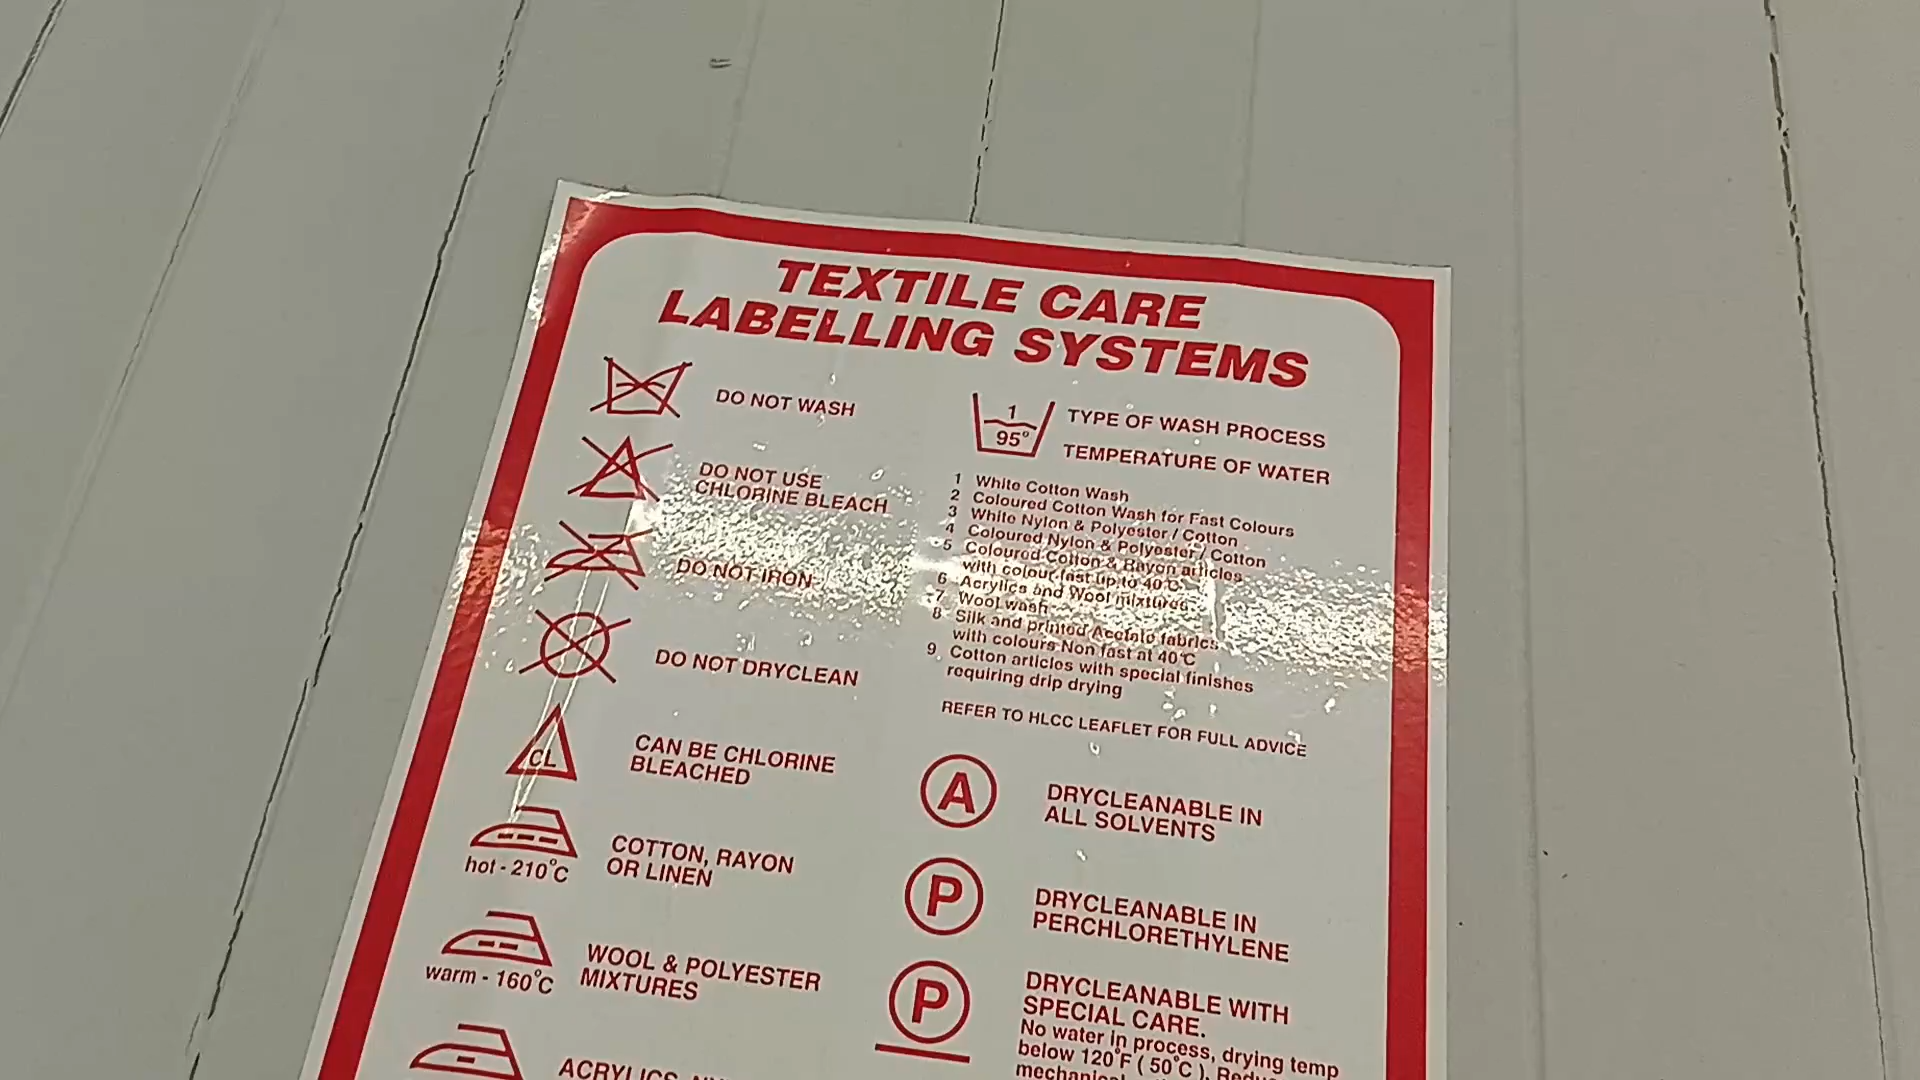 TEXTILE CARE
LABELLING SYSTEMS
DO NOT WASH
DO NOT USE
CHLORINE BLEACH
DO NOT IRON
DO NOT DRYCLEAN
CL
CAN BE CHLORINE
BLEACHED
hot - 210°C
COTTON, RAYON
OR LINEN
warm - 160°C
WOOL & POLYESTER
MIXTURES
ACRYLICS,
1
95°
TYPE OF WASH PROCESS
TEMPERATURE OF WATER
1 White Cotton Wash
2 Coloured Cotton Wash for Fast Colours
3 White Nylon & Polyester / Cotton
4 Coloured Nylon & Polyester / Cotton
5 Coloured Cotton & Rayon articles
with colour fast up to 40°C
6 Acrylics and Wool mixtures
7 Wool wash
8 Silk and printed Acetate fabrics
with colours Non fast at 40°C
9. Cotton articles with special finishes
requiring drip drying
REFER TO HLCC LEAFLET FOR FULL ADVICE
A
DRYCLEANABLE IN
ALL SOLVENTS
P
DRYCLEANABLE IN
PERCHLORETHYLENE
P
DRYCLEANABLE WITH
SPECIAL CARE.
No water in process, drying temp
below 120°F ( 50°C ).